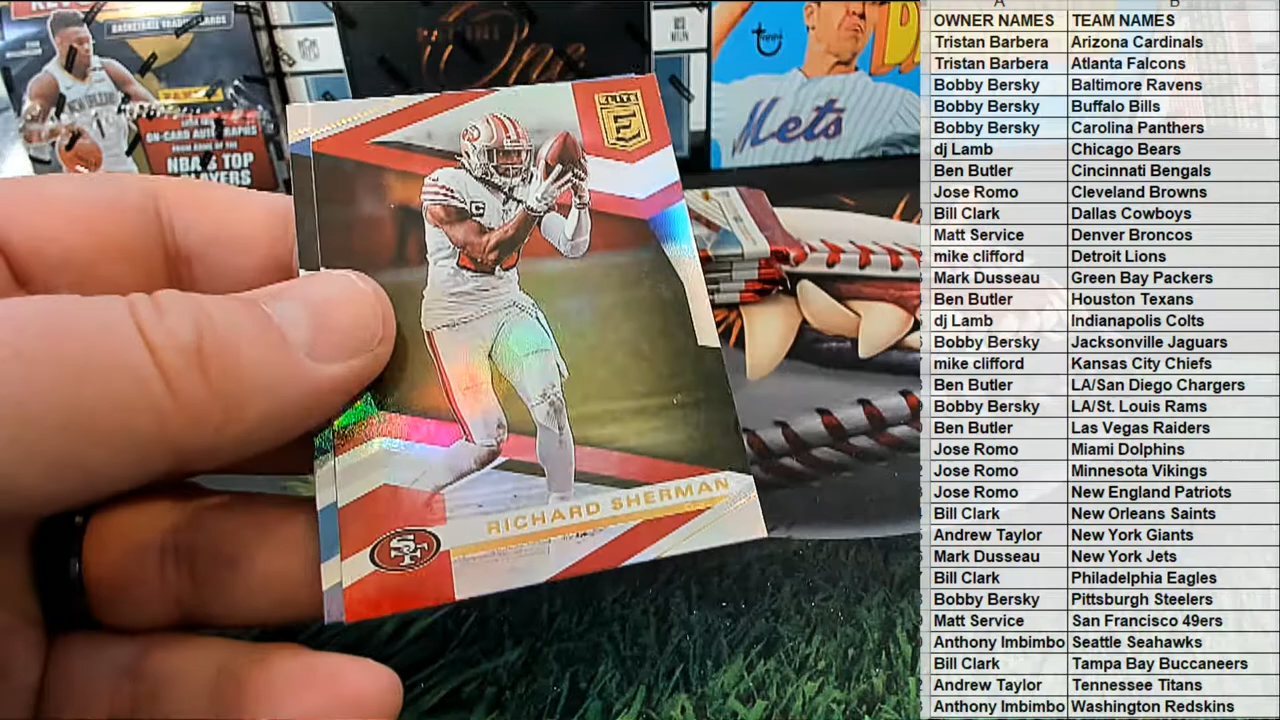 BASKETBALL TRADING CARDS
PANINI
ON-CARD AUTOGRAPHS
NBA'S TOP
PLAYERS
One
Mets
ELITE
E
RICHARD SHERMAN
SF
A B
OWNER NAMES TEAM NAMES
Tristan Barbera Arizona Cardinals
Tristan Barbera Atlanta Falcons
Bobby Bersky Baltimore Ravens
Bobby Bersky Buffalo Bills
Bobby Bersky Carolina Panthers
dj Lamb Chicago Bears
Ben Butler Cincinnati Bengals
Jose Romo Cleveland Browns
Bill Clark Dallas Cowboys
Matt Service Denver Broncos
mike clifford Detroit Lions
Mark Dusseau Green Bay Packers
Ben Butler Houston Texans
dj Lamb Indianapolis Colts
Bobby Bersky Jacksonville Jaguars
mike clifford Kansas City Chiefs
Ben Butler LA/San Diego Chargers
Bobby Bersky LA/St. Louis Rams
Ben Butler Las Vegas Raiders
Jose Romo Miami Dolphins
Jose Romo Minnesota Vikings
Jose Romo New England Patriots
Bill Clark New Orleans Saints
Andrew Taylor New York Giants
Mark Dusseau New York Jets
Bill Clark Philadelphia Eagles
Bobby Bersky Pittsburgh Steelers
Matt Service San Francisco 49ers
Anthony Imbimbo Seattle Seahawks
Bill Clark Tampa Bay Buccaneers
Andrew Taylor Tennessee Titans
Anthony Imbimbo Washington Redskins